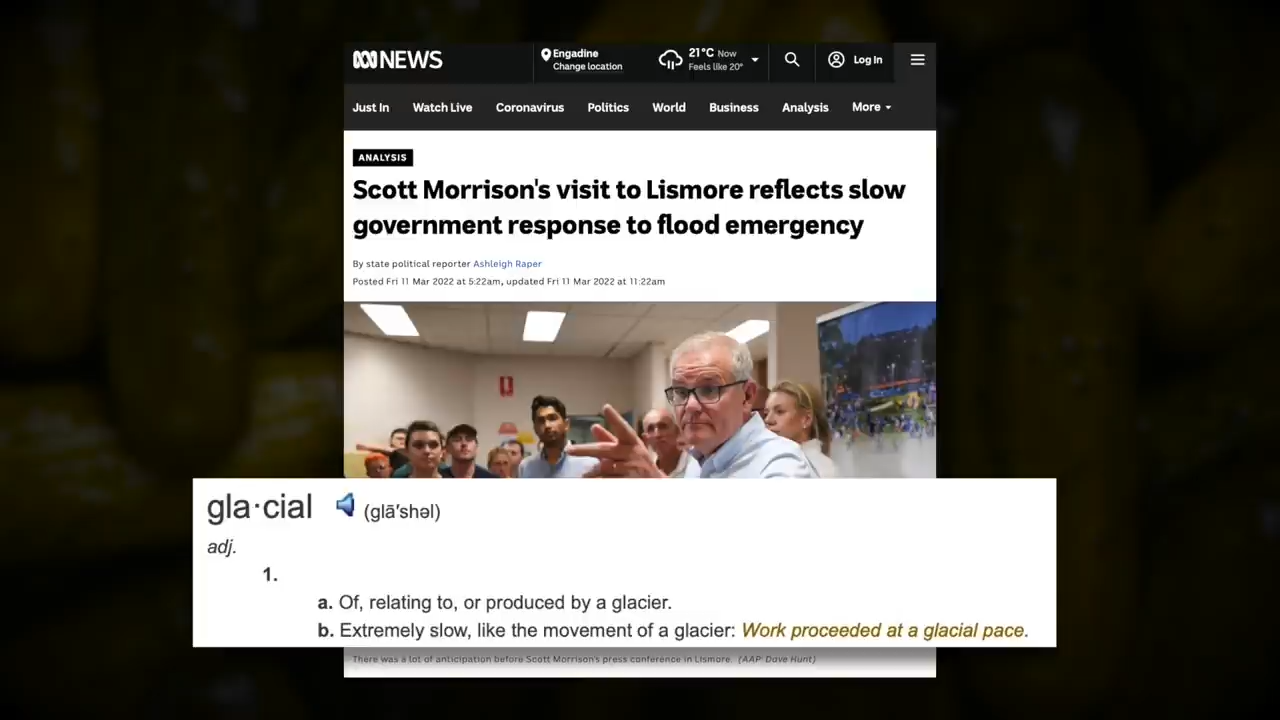 NEWS
Engadine
Change location
21°C Now
Feels like 20°
Log In
Just In
Watch Live
Coronavirus
Politics
World
Business
Analysis
More
ANALYSIS
Scott Morrison's visit to Lismore reflects slow
government response to flood emergency
By state political reporter Ashleigh Raper
Posted Fri 11 Mar 2022 at 5:22am, updated Fri 11 Mar 2022 at 11:22am
gla·cial (glā′shəl)
adj.
1.
a. Of, relating to, or produced by a glacier.
b. Extremely slow, like the movement of a glacier: Work proceeded at a glacial pace.
There was a lot of anticipation before Scott Morrison's press conference in Lismore. (AAP: Dave Hunt)